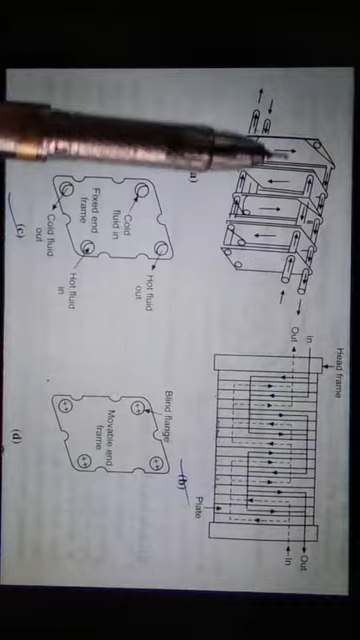 a)
In
Out
Head frame
Out
In
Plate
(b)
Cold
fluid in
Hot fluid
out
Fixed end
frame
Cold fluid
out
Hot fluid
in
(c)
Blind flange
Movable end
frame
(d)